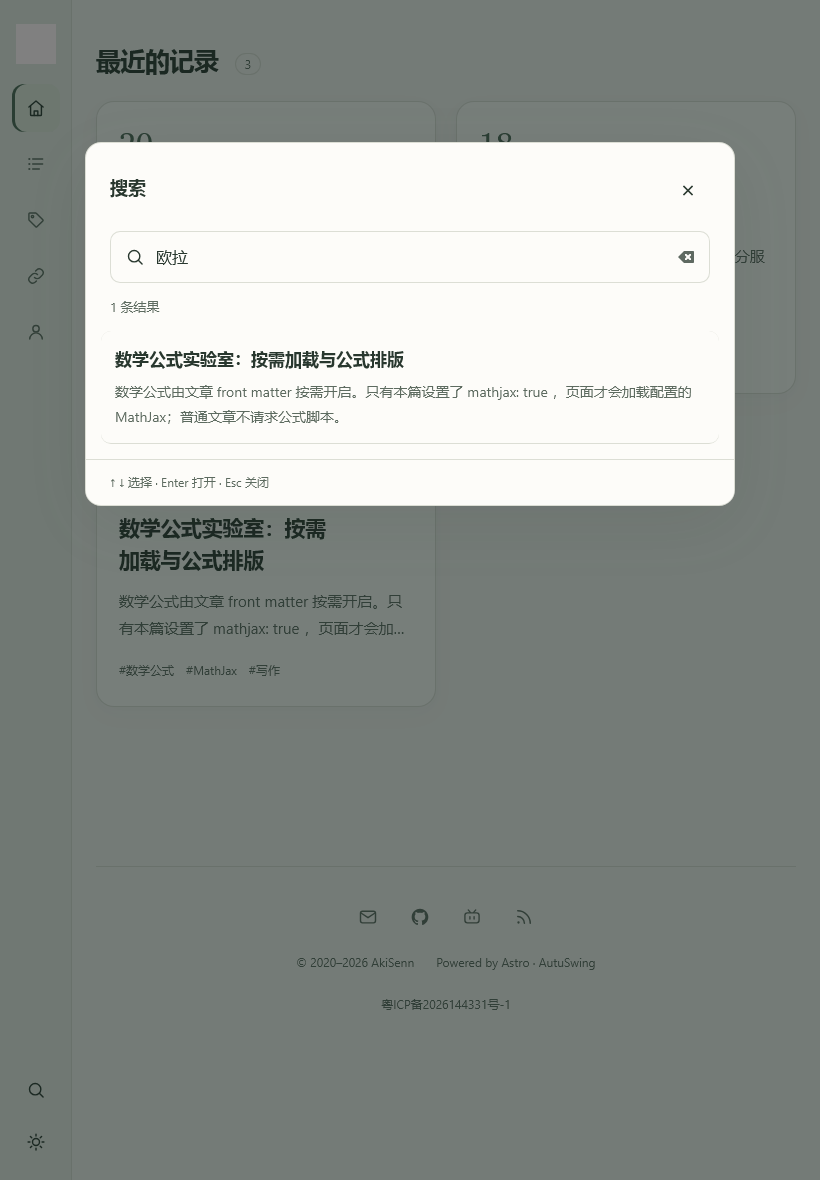 最近的记录 3
20
18
搜索
欧拉
分服
1 条结果
数学公式实验室：按需加载与公式排版
数学公式由文章 front matter 按需开启。只有本篇设置了 mathjax: true ，页面才会加载配置的
MathJax；普通文章不请求公式脚本。
↑↓选择 · Enter 打开 · Esc 关闭
数学公式实验室：按需
加载与公式排版
数学公式由文章 front matter 按需开启。只
有本篇设置了 mathjax: true ，页面才会加...
#数学公式 #MathJax #写作
© 2020–2026 AkiSenn Powered by Astro · AutuSwing
粤ICP备2026144331号-1